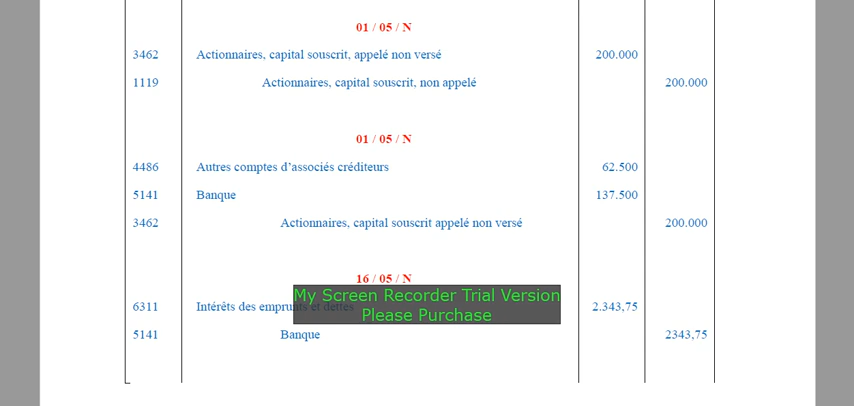 01 / 05 / N
3462 Actionnaires, capital souscrit, appelé non versé 200.000
1119 Actionnaires, capital souscrit, non appelé 200.000
01 / 05 / N
4486 Autres comptes d’associés créditeurs 62.500
5141 Banque 137.500
3462 Actionnaires, capital souscrit appelé non versé 200.000
16 / 05 / N
My Screen Recorder Trial Version
6311 Intérêts des emprunts et dettes 2.343,75
Please Purchase
5141 Banque 2343,75